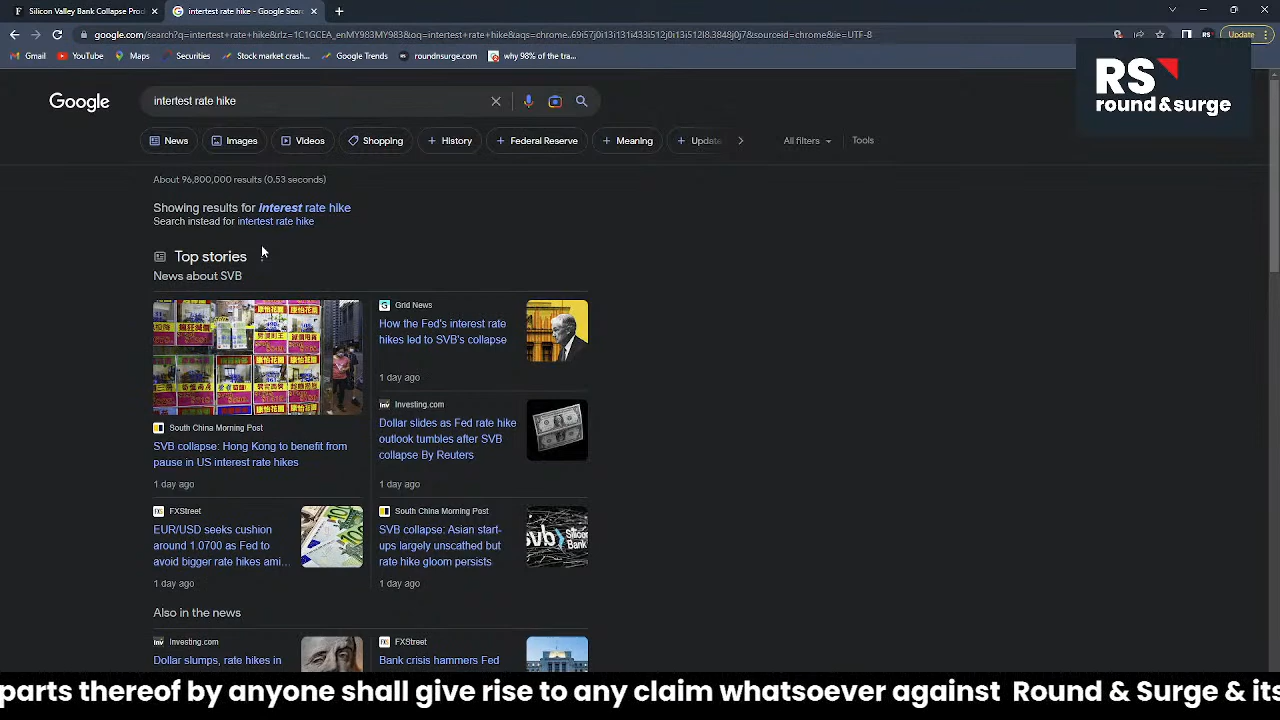 Silicon Valley Bank Collapse Prod
intertest rate hike - Google Sear
google.com/search?q=intertest+rate+hike&rlz=1C1GCEA_enMY983MY983&oq=intertest+rate+hike&aqs=chrome..69i57j0i13i131i433i512j0i13i512l8.3848j0j7&sourceid=chrome&ie=UTF-8
Update
Gmail
YouTube
Maps
Securities
Stock market crash...
Google Trends
roundnsurge.com
why 98% of the tra...
RS
round&surge
Google
intertest rate hike
News
Images
Videos
Shopping
+ History
+ Federal Reserve
+ Meaning
+ Update
All filters
Tools
About 96,800,000 results (0.53 seconds)
Showing results for interest rate hike
Search instead for intertest rate hike
Top stories
News about SVB
South China Morning Post
SVB collapse: Hong Kong to benefit from
pause in US interest rate hikes
1 day ago
Grid News
How the Fed's interest rate
hikes led to SVB's collapse
1 day ago
Investing.com
Dollar slides as Fed rate hike
outlook tumbles after SVB
collapse By Reuters
1 day ago
FXStreet
EUR/USD seeks cushion
around 1.0700 as Fed to
avoid bigger rate hikes ami...
1 day ago
South China Morning Post
SVB collapse: Asian start-
ups largely unscathed but
rate hike gloom persists
1 day ago
svb Silicon
Bank
Also in the news
Investing.com
Dollar slumps, rate hikes in
FXStreet
Bank crisis hammers Fed
parts thereof by anyone shall give rise to any claim whatsoever against Round & Surge & its